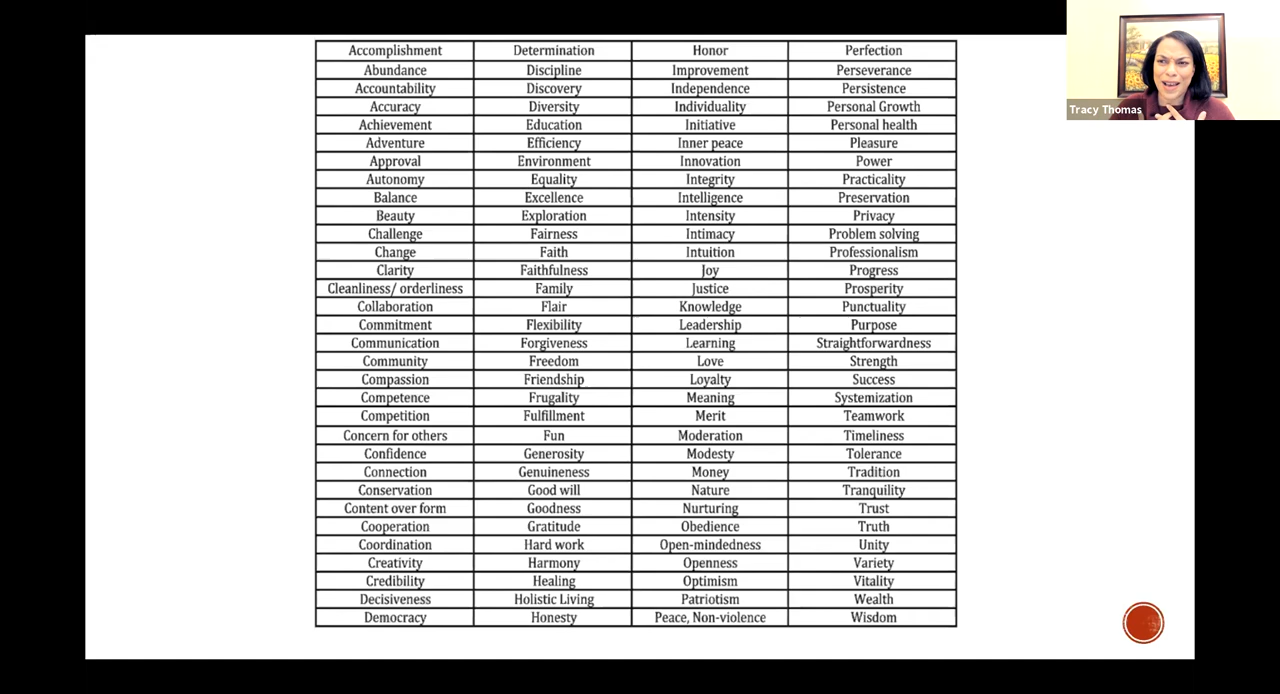 Accomplishment Determination Honor Perfection
Abundance Discipline Improvement Perseverance
Accountability Discovery Independence Persistence
Accuracy Diversity Individuality Personal Growth
Achievement Education Initiative Personal health
Adventure Efficiency Inner peace Pleasure
Approval Environment Innovation Power
Autonomy Equality Integrity Practicality
Balance Excellence Intelligence Preservation
Beauty Exploration Intensity Privacy
Challenge Fairness Intimacy Problem solving
Change Faith Intuition Professionalism
Clarity Faithfulness Joy Progress
Cleanliness/ orderliness Family Justice Prosperity
Collaboration Flair Knowledge Punctuality
Commitment Flexibility Leadership Purpose
Communication Forgiveness Learning Straightforwardness
Community Freedom Love Strength
Compassion Friendship Loyalty Success
Competence Frugality Meaning Systemization
Competition Fulfillment Merit Teamwork
Concern for others Fun Moderation Timeliness
Confidence Generosity Modesty Tolerance
Connection Genuineness Money Tradition
Conservation Good will Nature Tranquility
Content over form Goodness Nurturing Trust
Cooperation Gratitude Obedience Truth
Coordination Hard work Open-mindedness Unity
Creativity Harmony Openness Variety
Credibility Healing Optimism Vitality
Decisiveness Holistic Living Patriotism Wealth
Democracy Honesty Peace, Non-violence Wisdom
Tracy Thomas